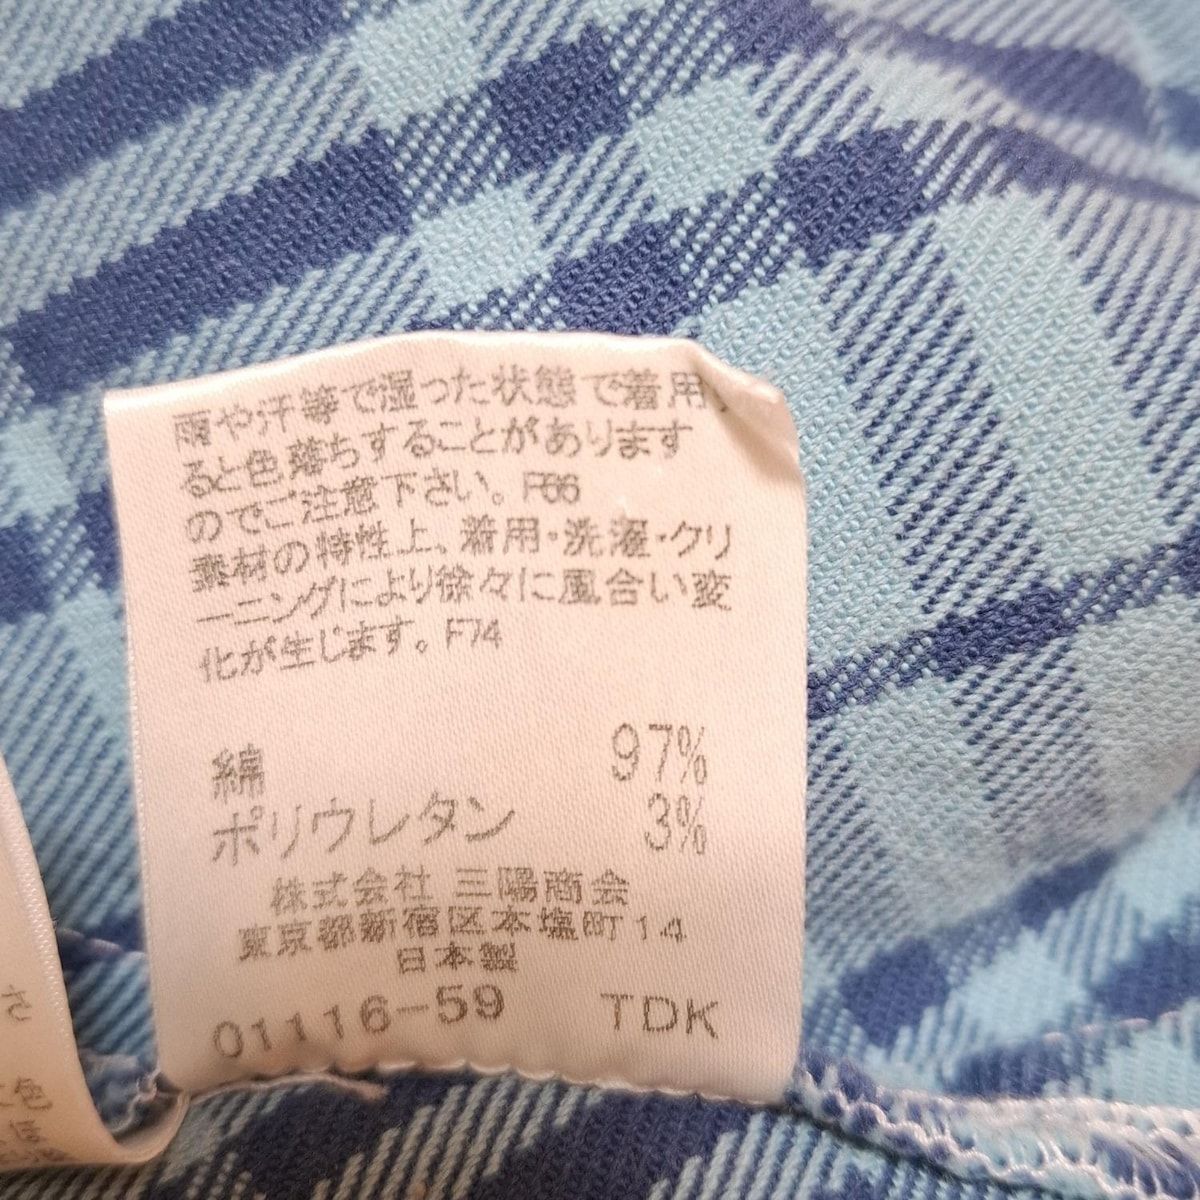 雨や汗等で湿った状態で着用
ると色落ちすることがあります
のでご注意下さい。F66
素材の特性上、着用・洗濯・クリ
ーニングにより徐々に風合い変
化が生じます。F74
綿 97%
ポリウレタン 3%
株式会社 三陽商会
東京都新宿区本塩町14
日本製
01116-59 TDK
さ
色